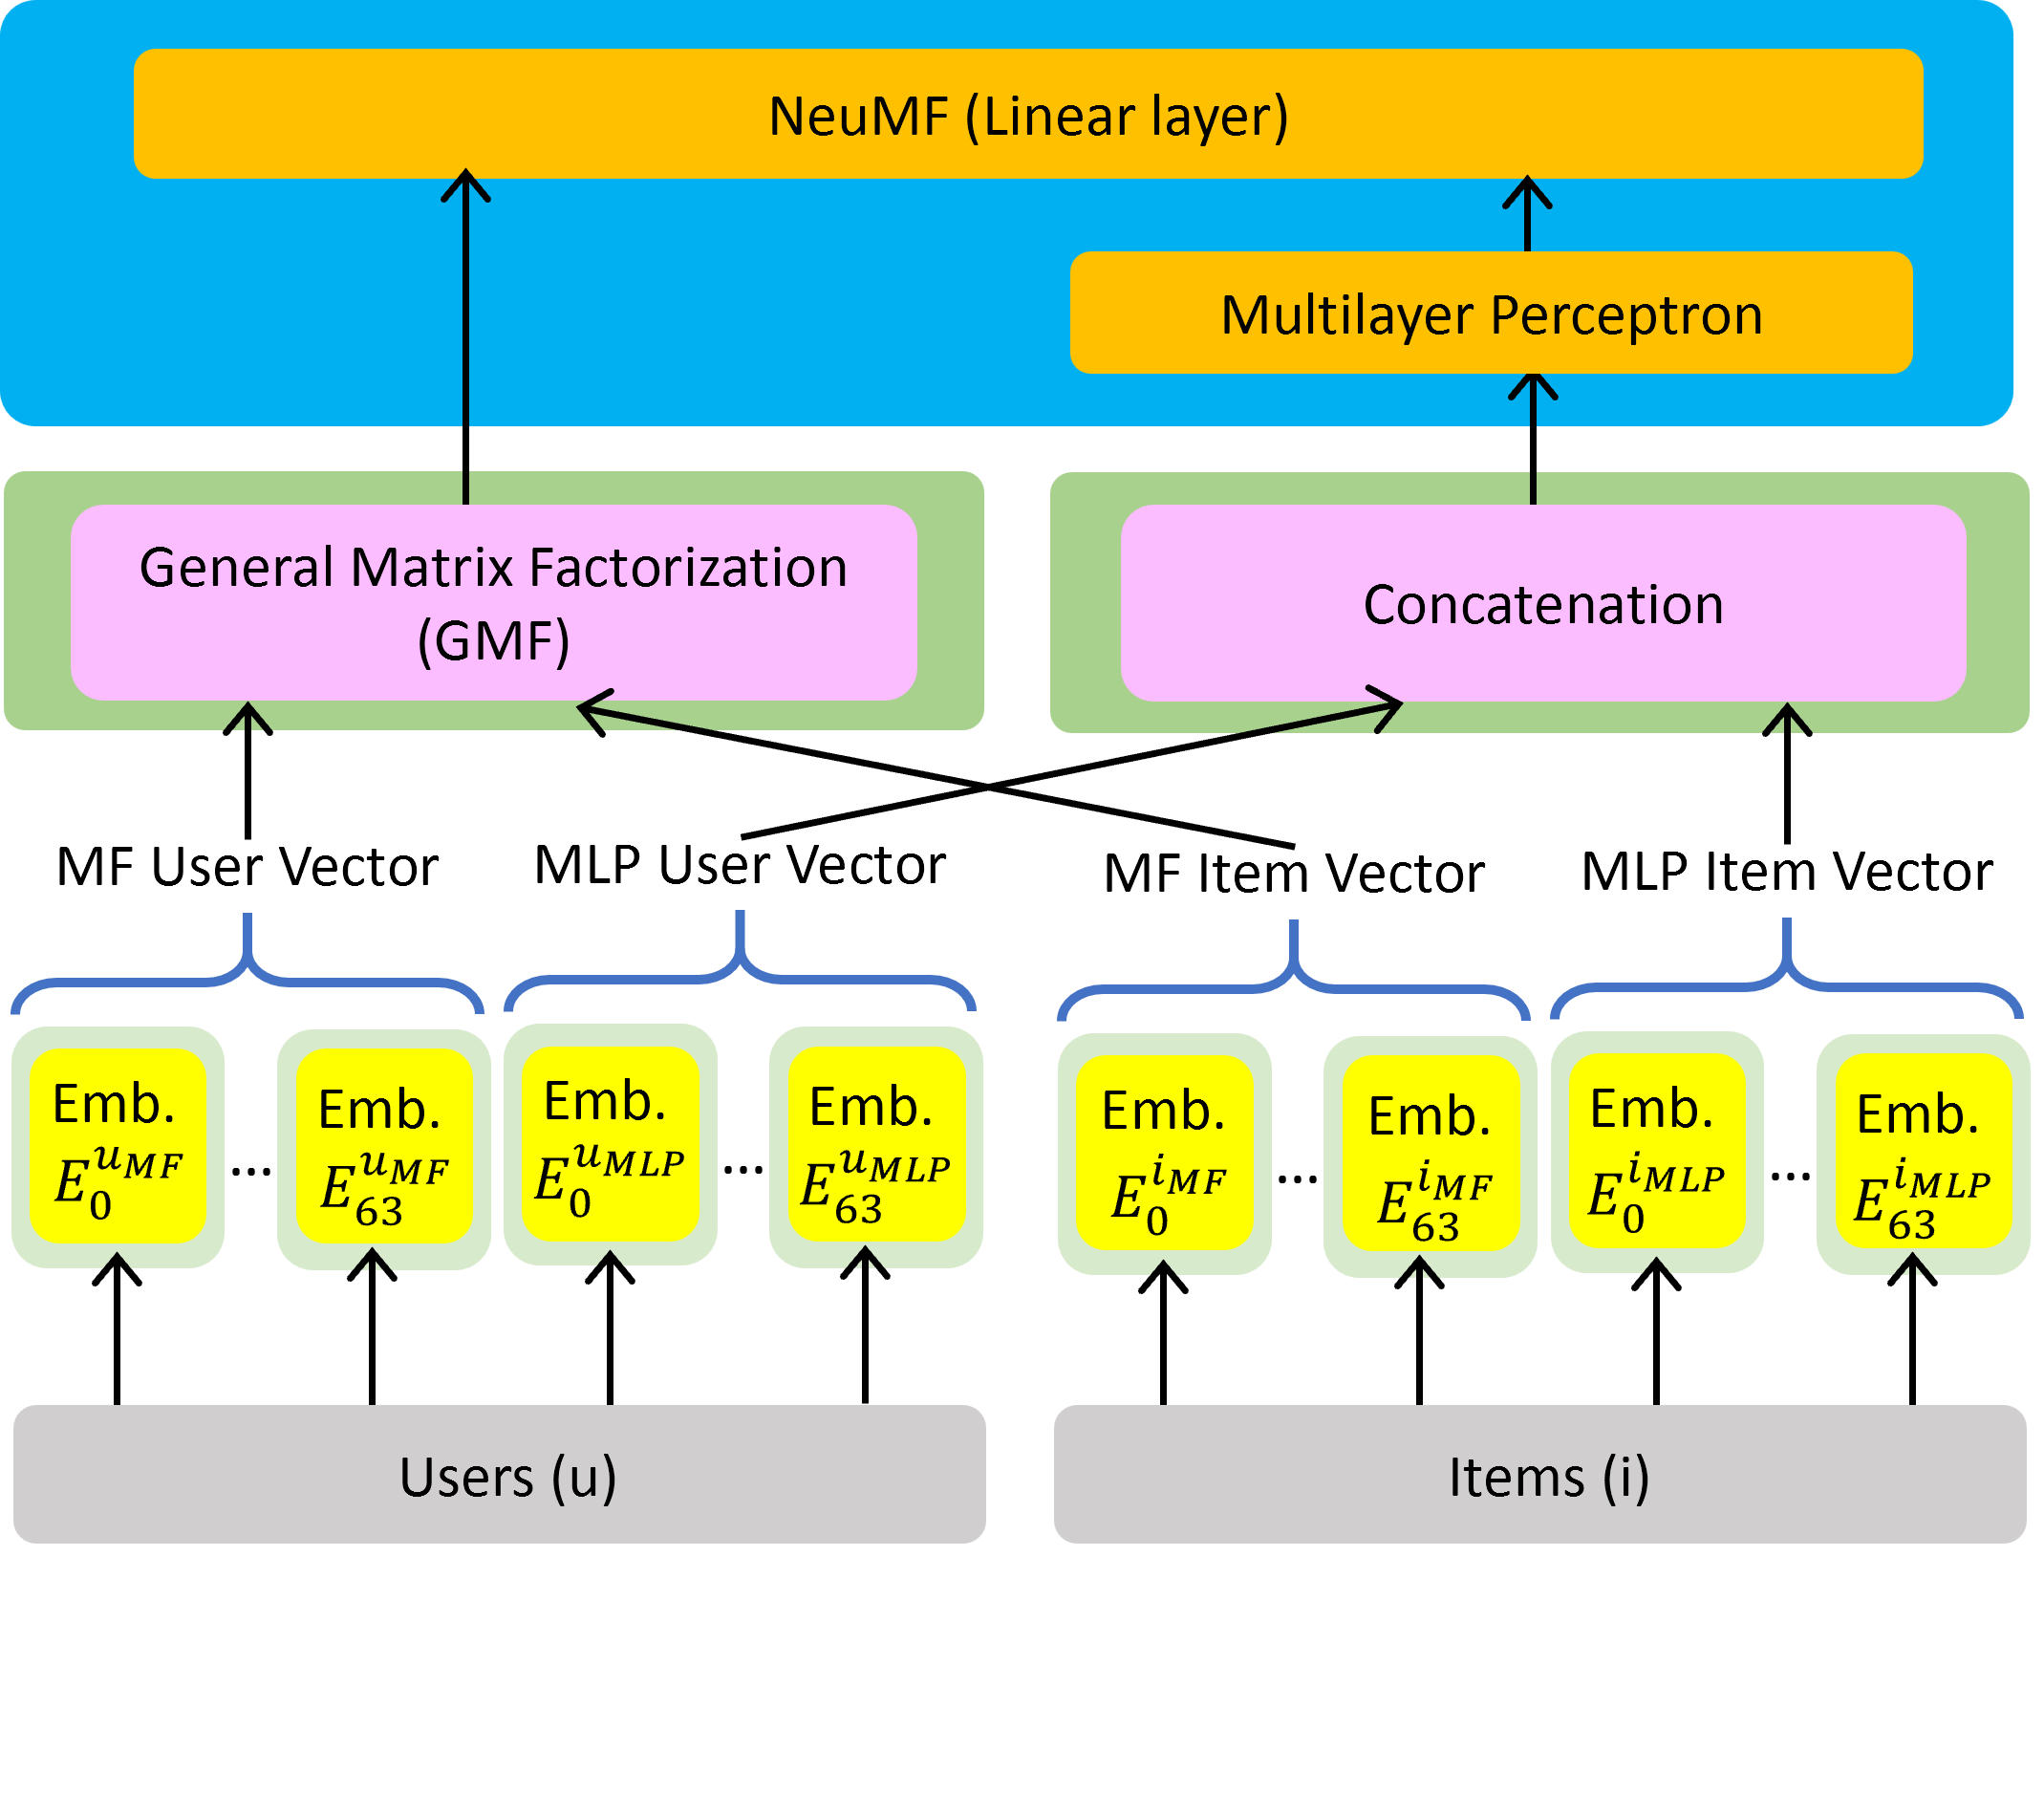 NeuMF (Linear layer)
Multilayer Perceptron
General Matrix Factorization
(GMF)
Concatenation
MF User Vector
MLP User Vector
MF Item Vector
MLP Item Vector
Emb.
E_0^{u_{MF}}
...
Emb.
E_{63}^{u_{MF}}
Emb.
E_0^{u_{MLP}}
...
Emb.
E_{63}^{u_{MLP}}
Emb.
E_0^{i_{MF}}
...
Emb.
E_{63}^{i_{MF}}
Emb.
E_0^{i_{MLP}}
...
Emb.
E_{63}^{i_{MLP}}
Users (u)
Items (i)